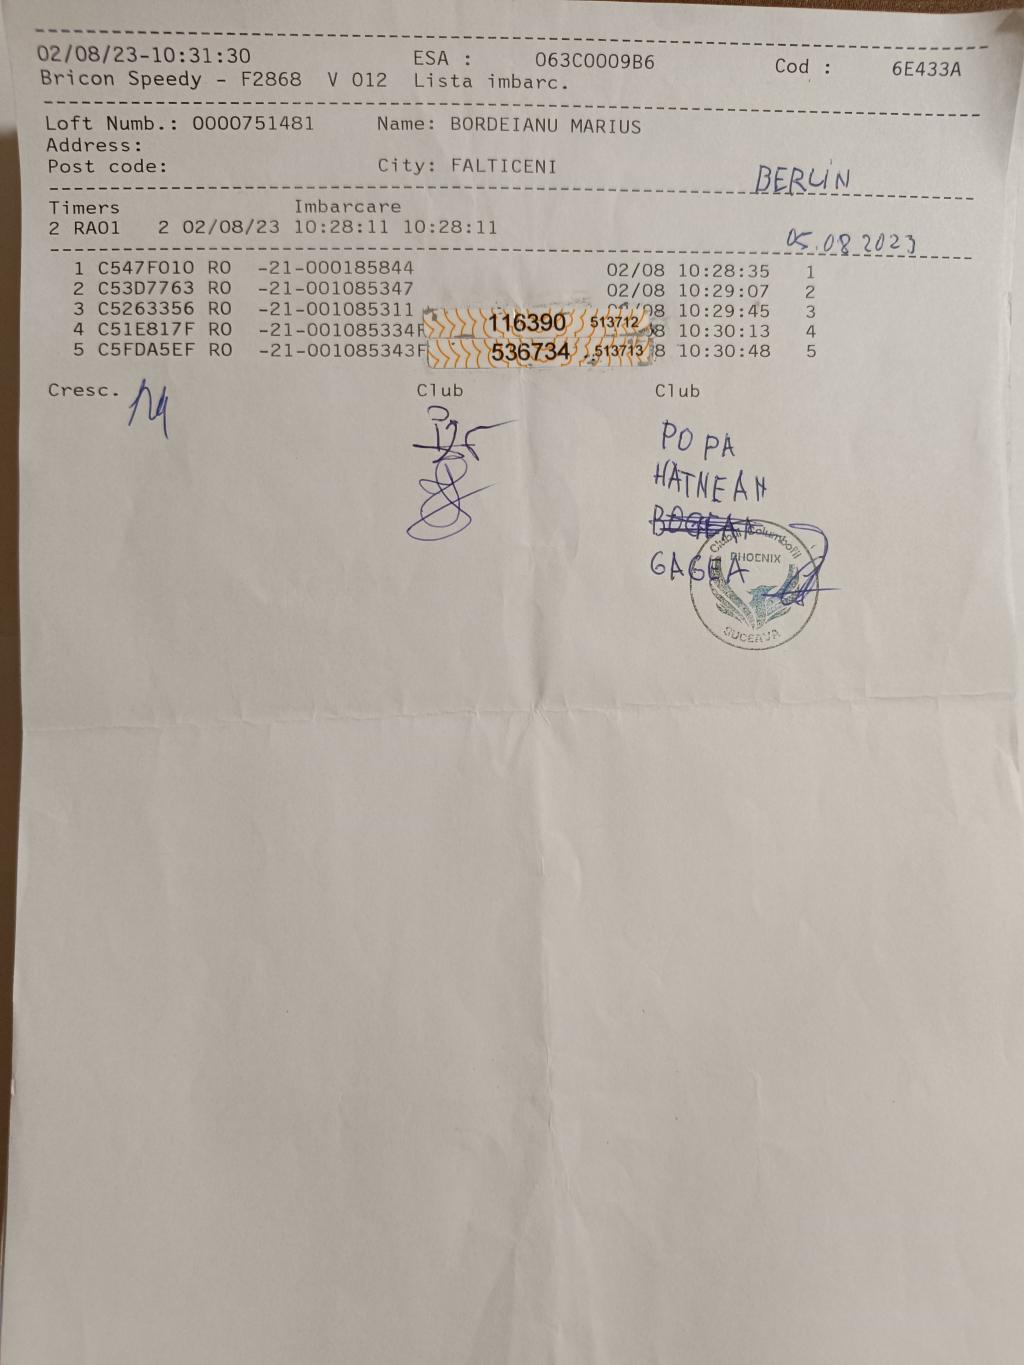 02/08/23-10:31:30 ESA : 063C0009B6 Cod : 6E433A
Bricon Speedy - F2868 V 012 Lista imbarc.
Loft Numb.: 0000751481 Name: BORDEIANU MARIUS
Address:
Post code: City: FALTICENI
BERLIN
Timers Imbarcare
2 RA01 2 02/08/23 10:28:11 10:28:11
05.08.2023
1 C547F010 RO -21-000185844 02/08 10:28:35 1
2 C53D7763 RO -21-001085347 02/08 10:29:07 2
3 C5263356 RO -21-001085311 10:29:45 3
116390 513712
4 C51E817F RO -21-001085334F 8 10:30:13 4
5 C5FDA5EF RO -21-001085343F 536734 513713 8 10:30:48 5
Cresc. Club Club
POPA
HATNEAN
GAGEA
Clubul Columbofil
PHOENIX
SUCEAVA